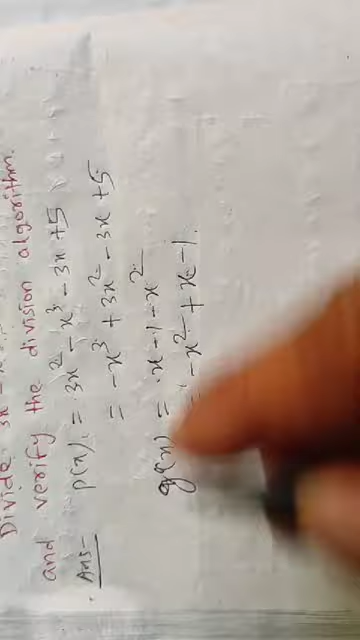 Divide 3x
and verify the division algorithm.
Ans- p(x) = 3x² - x³ - 3x + 5
= -x³ + 3x² - 3x + 5
g(x) = x - 1 - x²
= -x² + x - 1